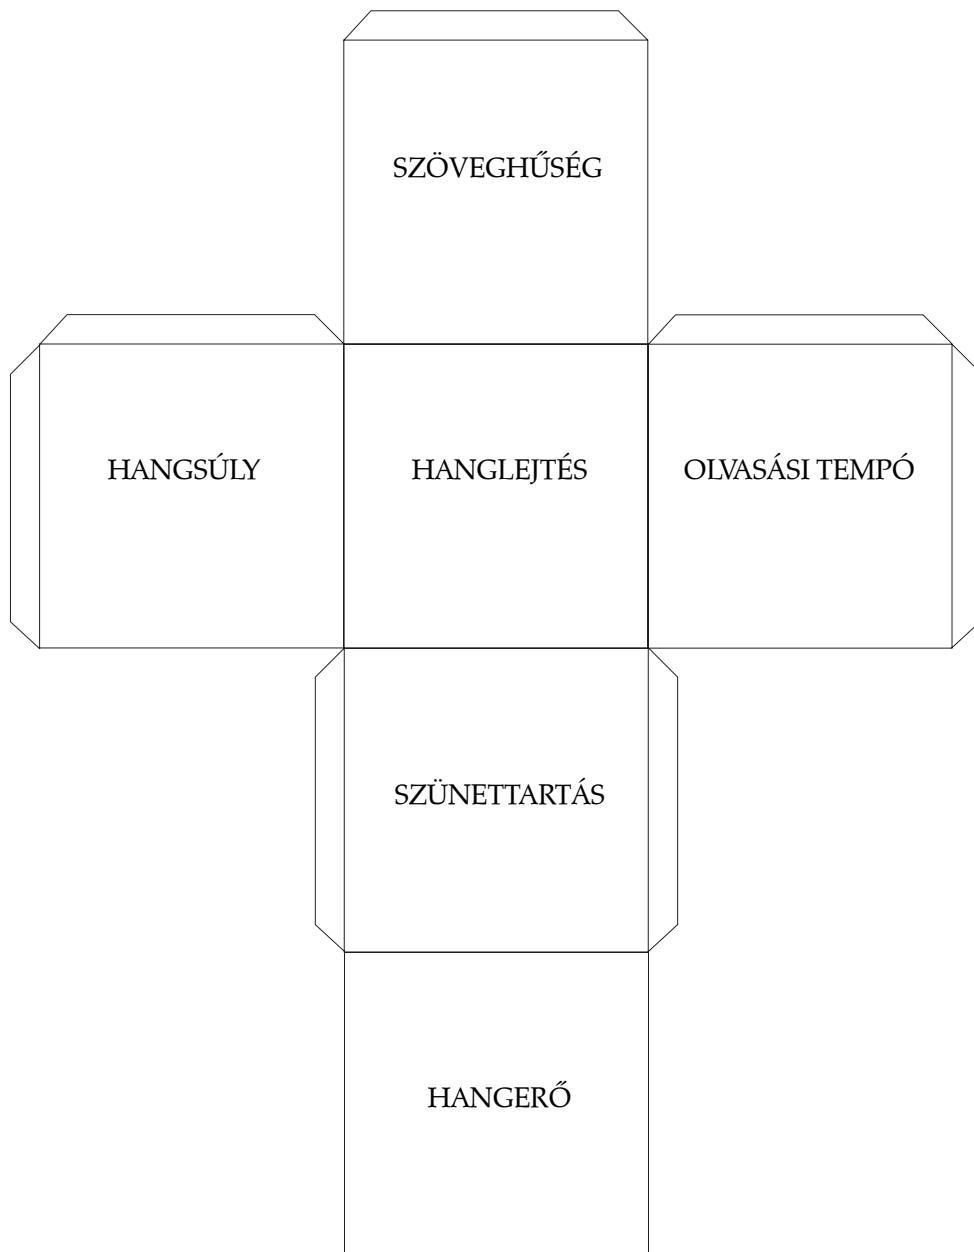 SZÖVEGHŰSÉG
HANGSÚLY
HANGLEJTÉS
OLVASÁSI TEMPÓ
SZÜNETTARTÁS
HANGERŐ